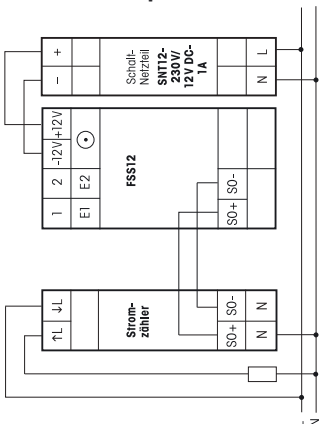 +
−
Schalt-
Netzteil
SNT12-
230V/
12V DC-
1A
L
N
-12V
+12V
2
E2
1
E1
FSS12
S0-
S0+
↓L
↑L
Strom-
zähler
S0-
S0+
N
N
N